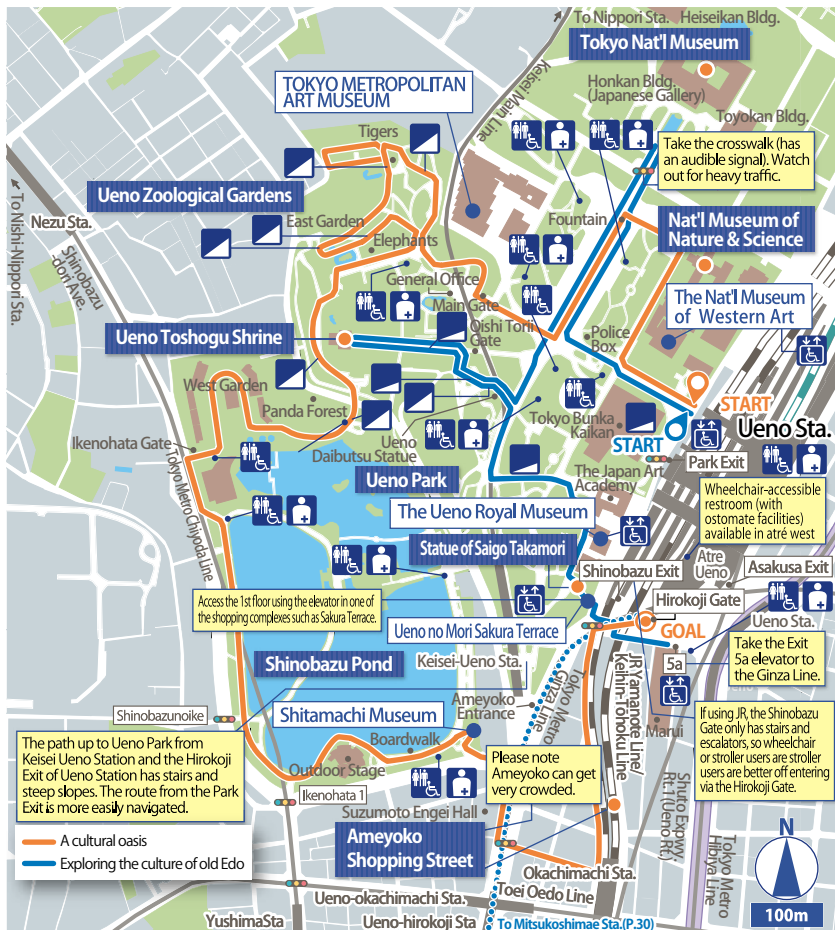 To Nippori Sta.
Heiseikan Bldg.
Tokyo Nat'l Museum
Keisei Main Line
Honkan Bldg.
(Japanese Gallery)
Toyokan Bldg.
TOKYO METROPOLITAN
ART MUSEUM
Tigers
Take the crosswalk (has
an audible signal). Watch
out for heavy traffic.
Ueno Zoological Gardens
To Nishi-Nippori Sta.
Nezu Sta.
Shinobazu
-dori Ave.
East Garden
Elephants
Fountain
Nat'l Museum of
Nature & Science
General Office
Main Gate
Oishi Torii
Gate
The Nat'l Museum
of Western Art
Police
Box
Ueno Toshogu Shrine
West Garden
Panda Forest
START
START
Ueno Sta.
Ikenohata Gate
Ueno
Daibutsu Statue
Tokyo Bunka
Kaikan
Park Exit
Tokyo Metro Chiyoda Line
Ueno Park
The Japan Art
Academy
Wheelchair-accessible
restroom (with
ostomate facilities)
available in atré west
The Ueno Royal Museum
Statue of Saigo Takamori
Shinobazu Exit
Atre
Ueno
Asakusa Exit
Access the 1st floor using the elevator in one of
the shopping complexes such as Sakura Terrace.
Hirokoji Gate
Ueno no Mori Sakura Terrace
GOAL
Ueno Sta.
Shinobazu Pond
Keisei-Ueno Sta.
5a
Take the Exit
5a elevator to
the Ginza Line.
Tokyo Metro
Ginza Line
JR Yamanote Line/
Keihin-Tohoku Line
Ameyoko
Entrance
Shinobazunoike
Shitamachi Museum
Marui
If using JR, the Shinobazu
Gate only has stairs and
escalators, so wheelchair
or stroller users are stroller
users are better off entering
via the Hirokoji Gate.
The path up to Ueno Park from
Keisei Ueno Station and the Hirokoji
Exit of Ueno Station has stairs and
steep slopes. The route from the Park
Exit is more easily navigated.
Boardwalk
Outdoor Stage
Please note
Ameyoko can get
very crowded.
Ikenohata 1
Suzumoto Engei Hall
Shuto Expwy.
Rt.1 (Ueno Rt.)
Tokyo Metro
Hibiya Line
Ameyoko
Shopping Street
A cultural oasis
Exploring the culture of old Edo
N
100m
Okachimachi Sta.
Toei Oedo Line
Ueno-okachimachi Sta.
YushimaSta
Ueno-hirokoji Sta
To Mitsukoshimae Sta.(P.30)